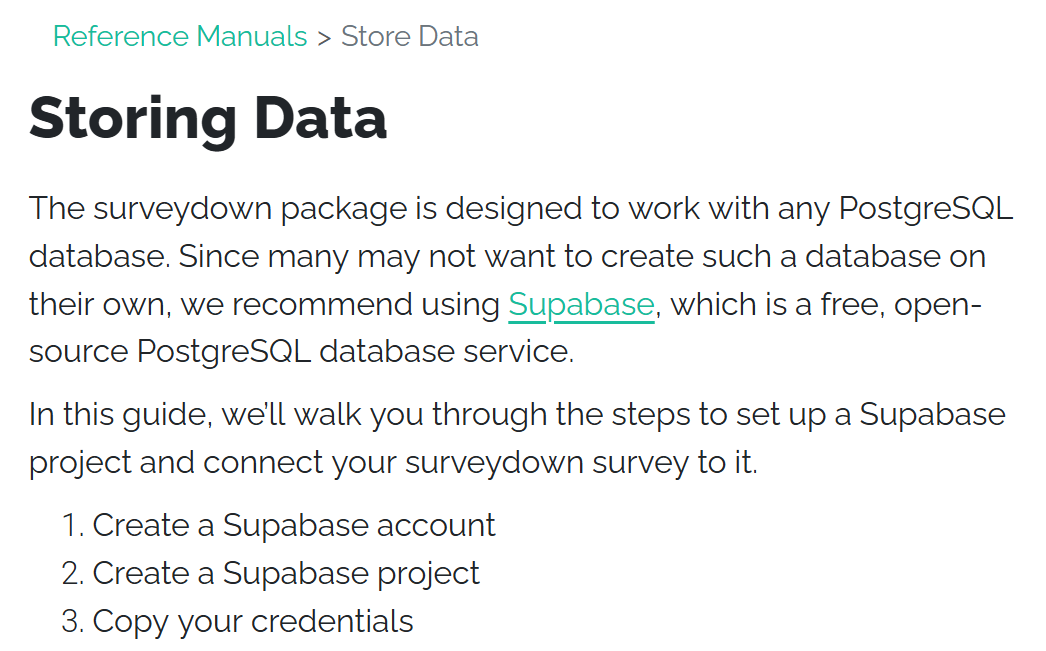 Reference Manuals > Store Data
Storing Data
The surveydown package is designed to work with any PostgreSQL
database. Since many may not want to create such a database on
their own, we recommend using Supabase, which is a free, open-
source PostgreSQL database service.
In this guide, we'll walk you through the steps to set up a Supabase
project and connect your surveydown survey to it.
1. Create a Supabase account
2. Create a Supabase project
3. Copy your credentials